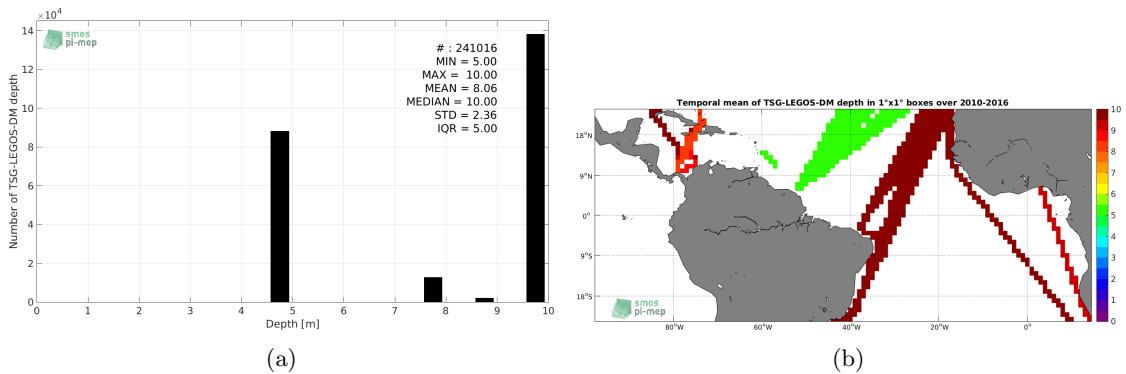 ×10⁴
smos
pi-mep
# : 241016
MIN = 5.00
MAX = 10.00
MEAN = 8.06
MEDIAN = 10.00
STD = 2.36
IQR = 5.00
Number of TSG-LEGOS-DM depth
14
12
10
8
6
4
2
0
0 1 2 3 4 5 6 7 8 9 10
Depth [m]
(a)
Temporal mean of TSG-LEGOS-DM depth in 1°x1° boxes over 2010-2016
18°N
9°N
0°
9°S
18°S
80°W 60°W 40°W 20°W 0°
10
9
8
7
6
5
4
3
2
1
0
smos
pi-mep
(b)